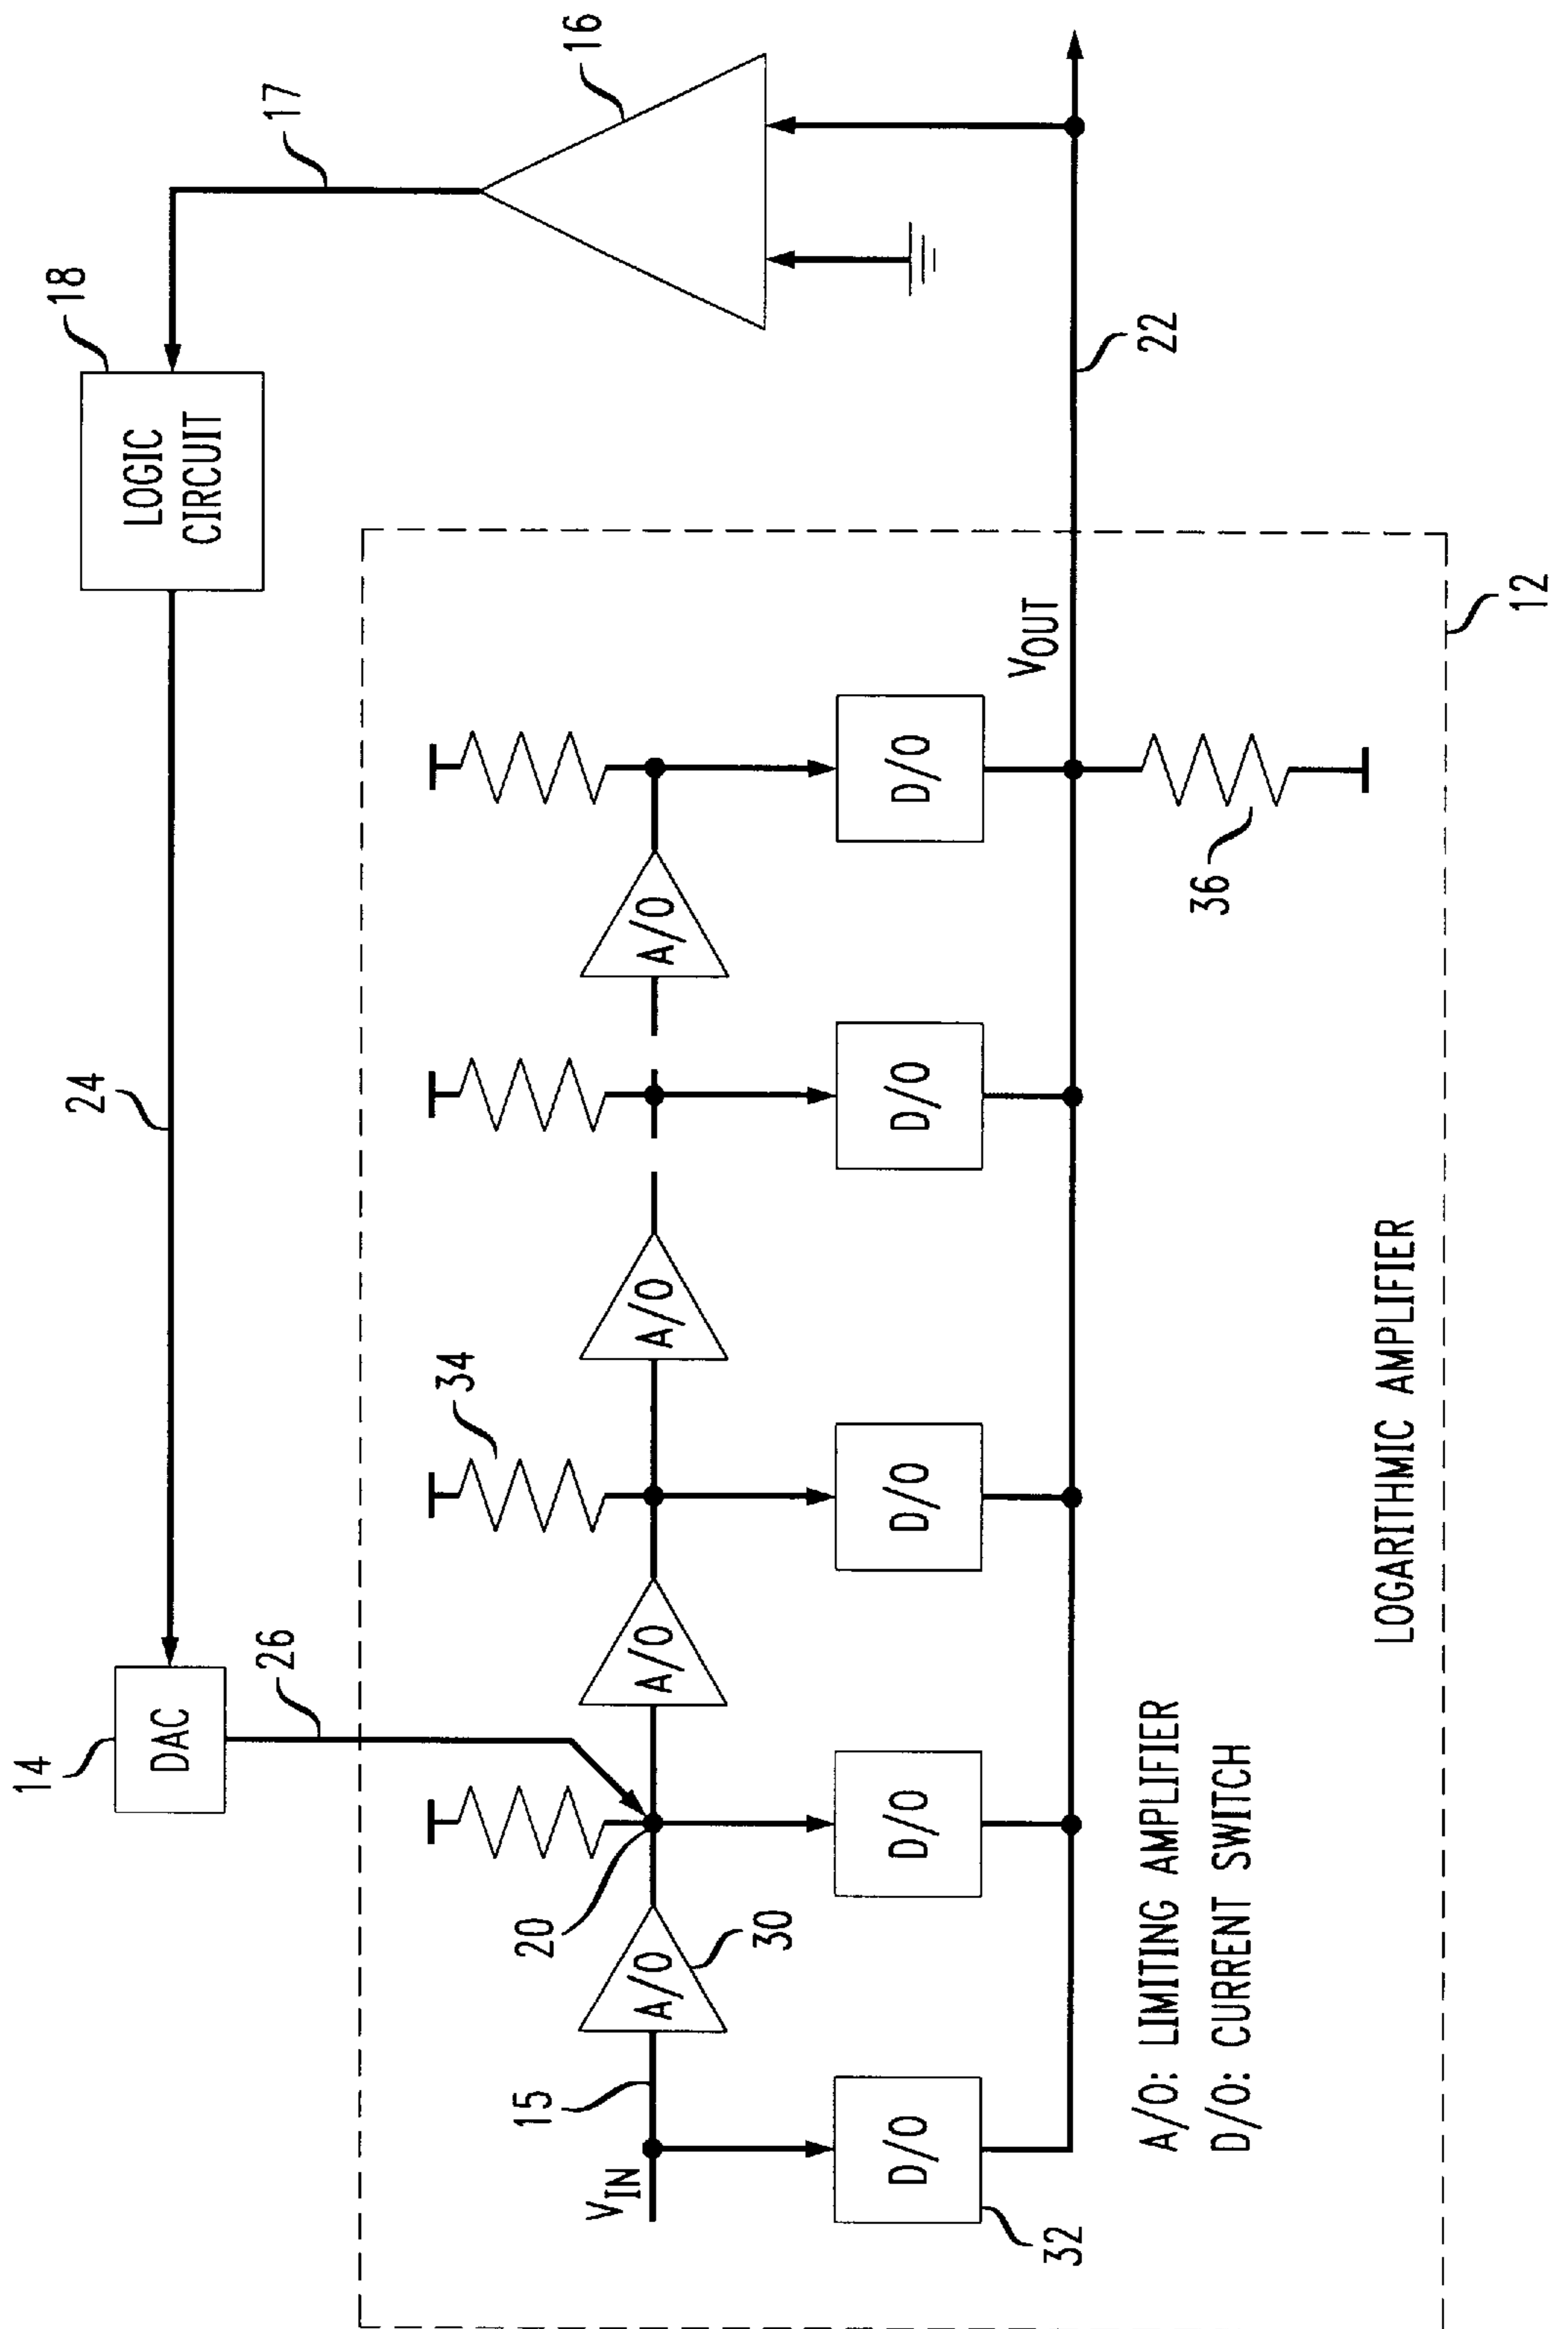 14
DAC
24
18
LOGIC
CIRCUIT
17
26
16
34
20
A/O
A/O
A/O
A/O
30
15
VIN
D/O
D/O
D/O
D/O
D/O
32
VOUT
22
36
A/O: LIMITING AMPLIFIER
D/O: CURRENT SWITCH
LOGARITHMIC AMPLIFIER
12